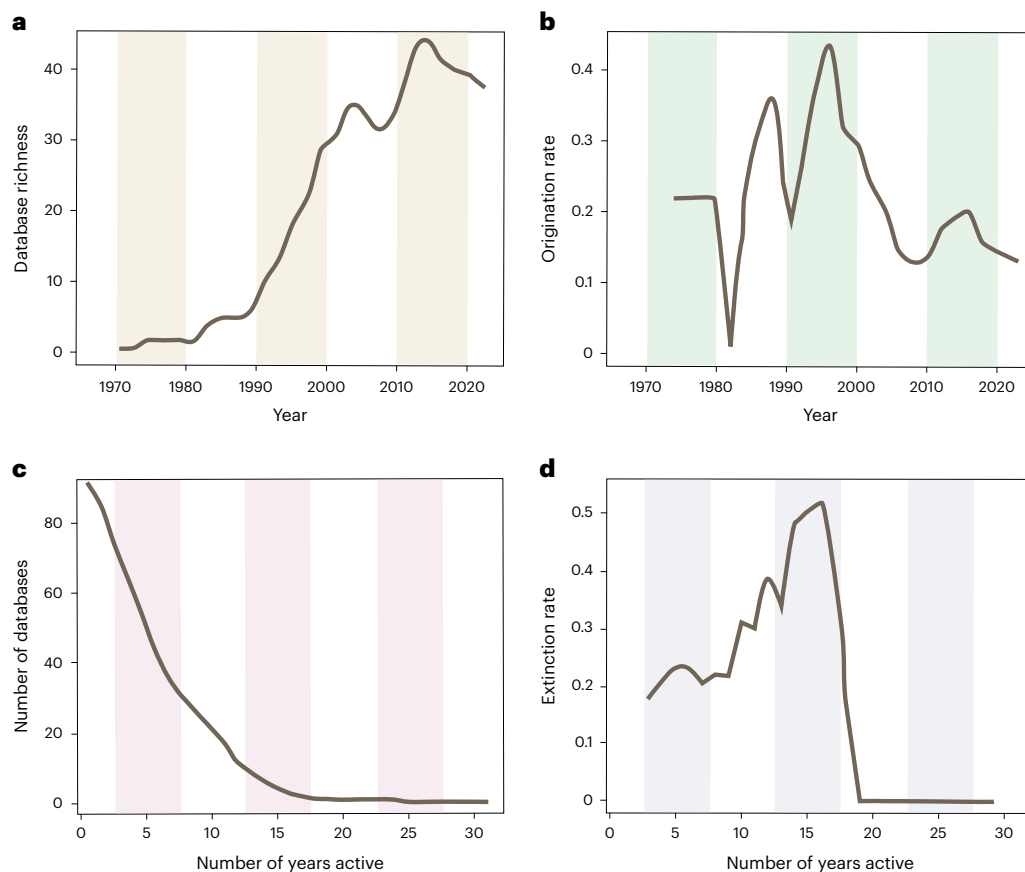 a
Database richness
40
30
20
10
0
1970 1980 1990 2000 2010 2020
Year
b
Origination rate
0.4
0.3
0.2
0.1
0
1970 1980 1990 2000 2010 2020
Year
c
Number of databases
80
60
40
20
0
0 5 10 15 20 25 30
Number of years active
d
Extinction rate
0.5
0.4
0.3
0.2
0.1
0
0 5 10 15 20 25 30
Number of years active